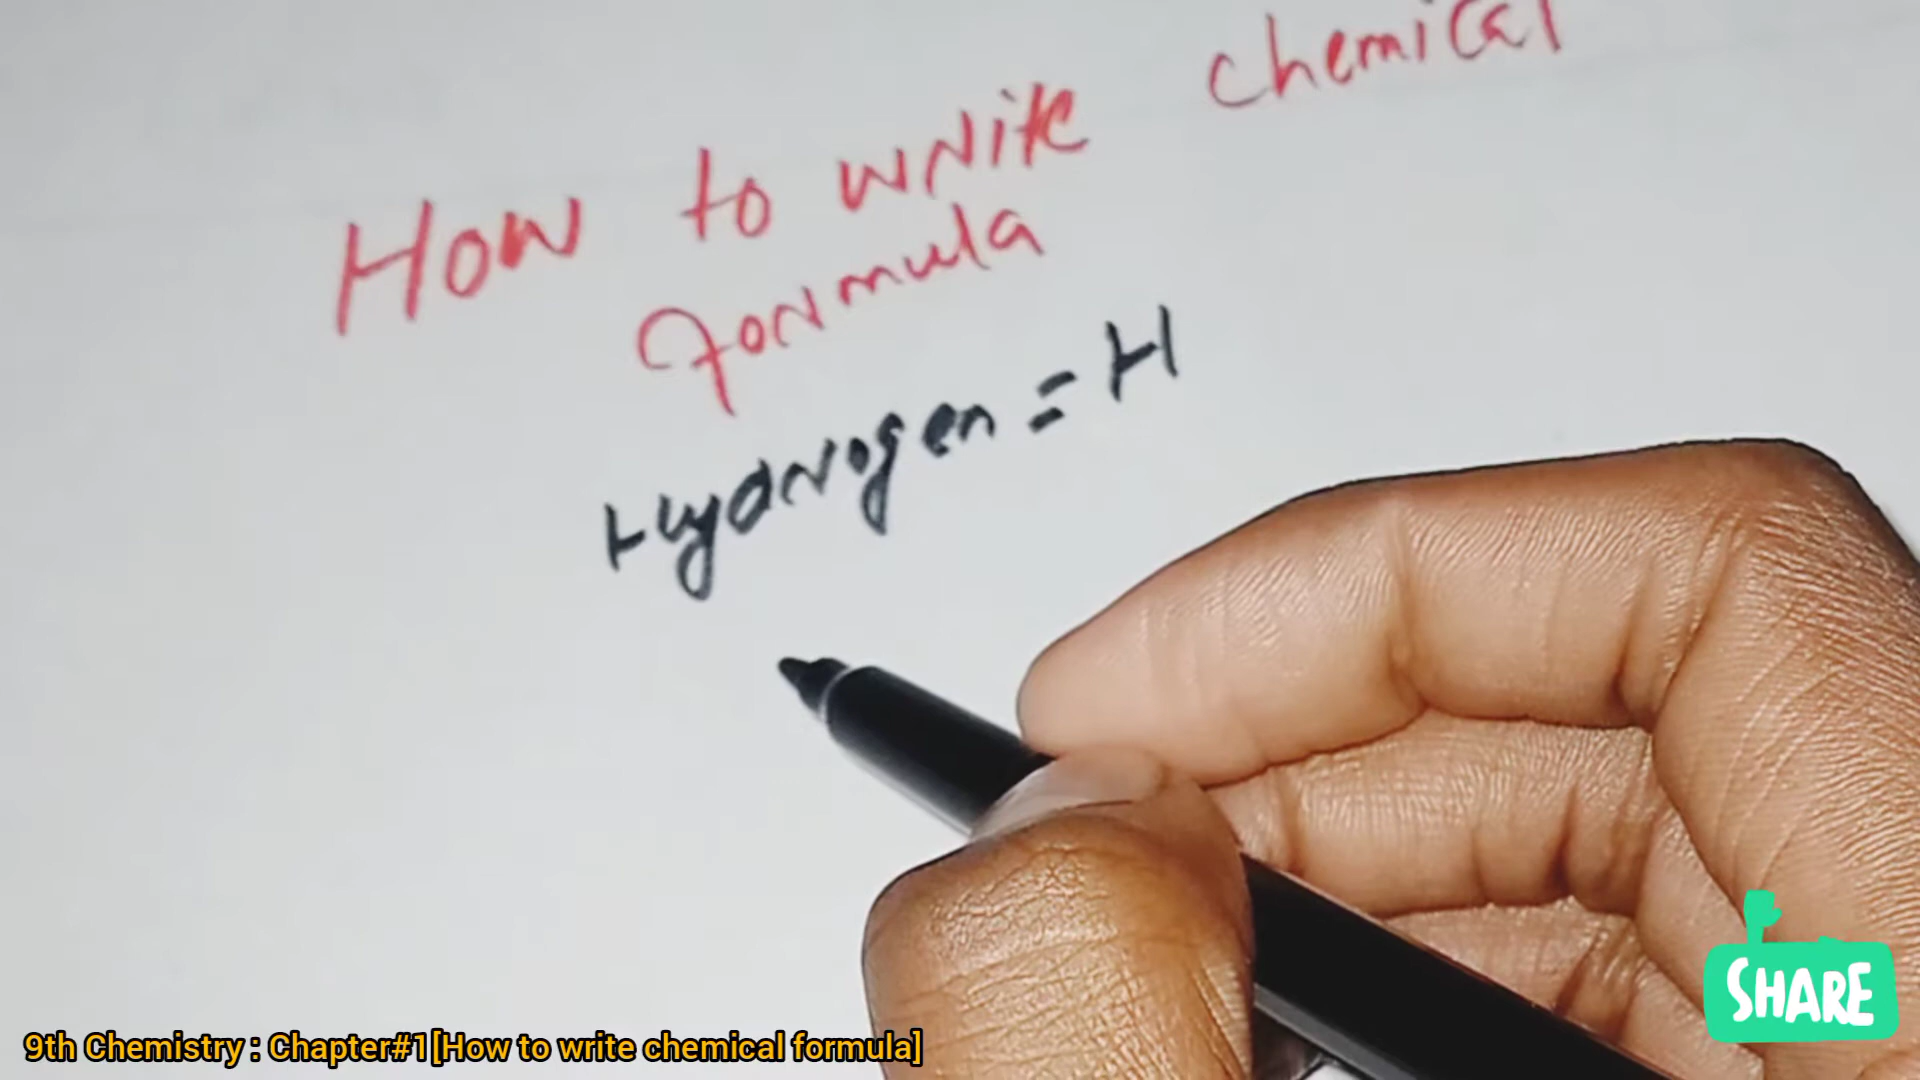 How to write chemical
formula
Hydrogen = H
SHARE
9th Chemistry : Chapter#1[How to write chemical formula]